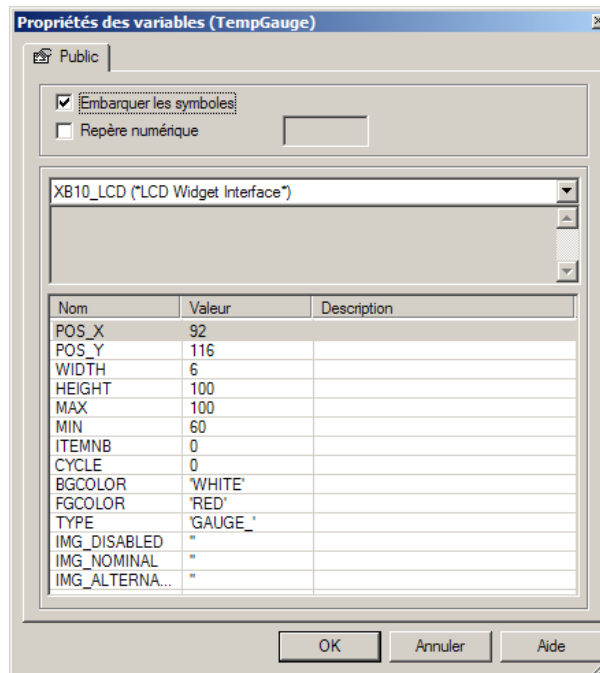 Propriétés des variables (TempGauge)
Public
Embarquer les symboles
Repère numérique
XB10_LCD (*LCD Widget Interface*)
Nom Valeur Description
POS_X 92
POS_Y 116
WIDTH 6
HEIGHT 100
MAX 100
MIN 60
ITEMNB 0
CYCLE 0
BGCOLOR 'WHITE'
FGCOLOR 'RED'
TYPE 'GAUGE_'
IMG_DISABLED ''
IMG_NOMINAL ''
IMG_ALTERNA... ''
OK Annuler Aide